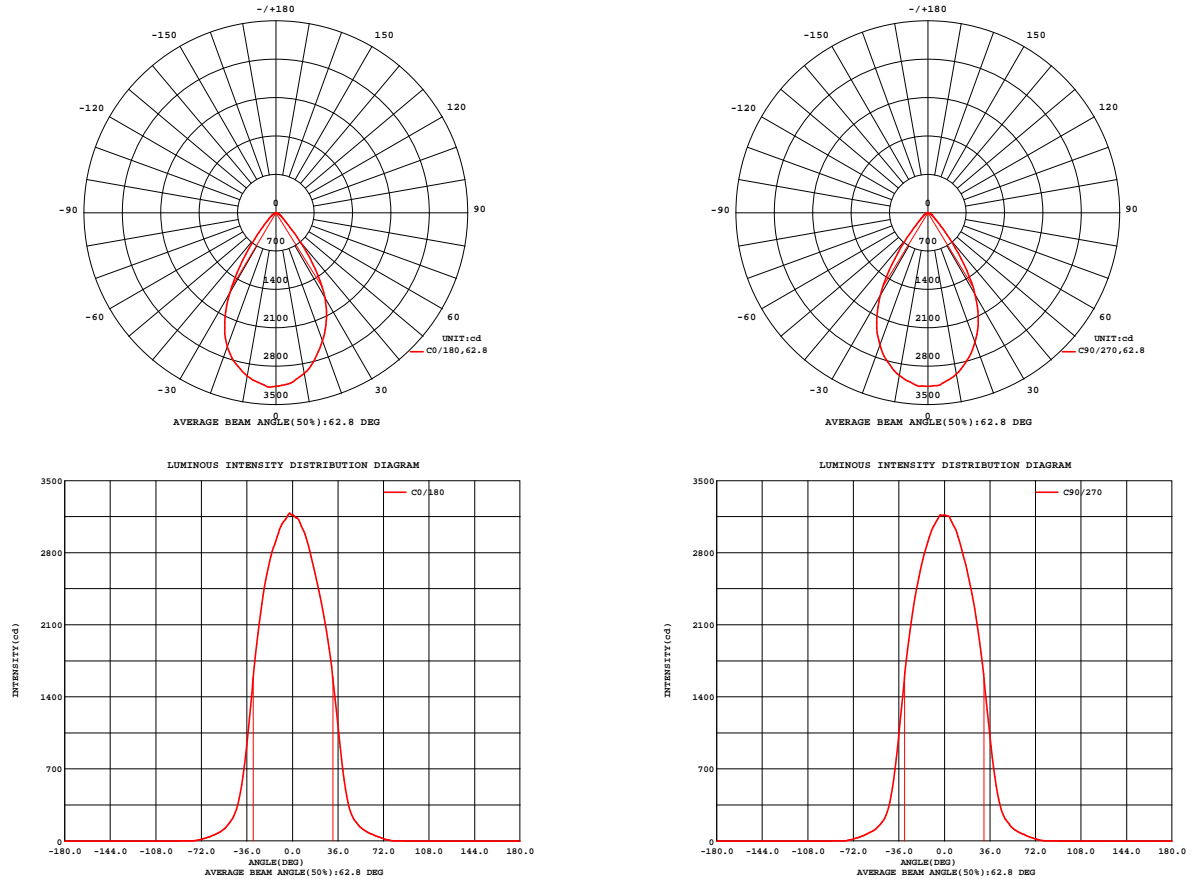 -/+180
-150 150
-120 120
-90 0 90
700
1400
-60 2100 60
UNIT:cd
C0/180,62.8
2800
-30 3500 30
0
AVERAGE BEAM ANGLE(50%):62.8 DEG
-/+180
-150 150
-120 120
-90 0 90
700
1400
-60 2100 60
UNIT:cd
C90/270,62.8
2800
-30 3500 30
0
AVERAGE BEAM ANGLE(50%):62.8 DEG
LUMINOUS INTENSITY DISTRIBUTION DIAGRAM
3500
C0/180
2800
2100
INTENSITY(cd)
1400
700
0
-180.0 -144.0 -108.0 -72.0 -36.0 0.0 36.0 72.0 108.0 144.0 180.0
ANGLE(DEG)
AVERAGE BEAM ANGLE(50%):62.8 DEG
LUMINOUS INTENSITY DISTRIBUTION DIAGRAM
3500
C90/270
2800
2100
INTENSITY(cd)
1400
700
0
-180.0 -144.0 -108.0 -72.0 -36.0 0.0 36.0 72.0 108.0 144.0 180.0
ANGLE(DEG)
AVERAGE BEAM ANGLE(50%):62.8 DEG